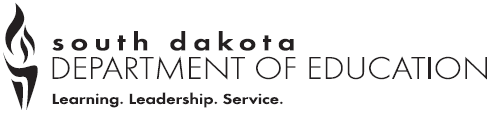 south dakota
DEPARTMENT OF EDUCATION
Learning. Leadership. Service.